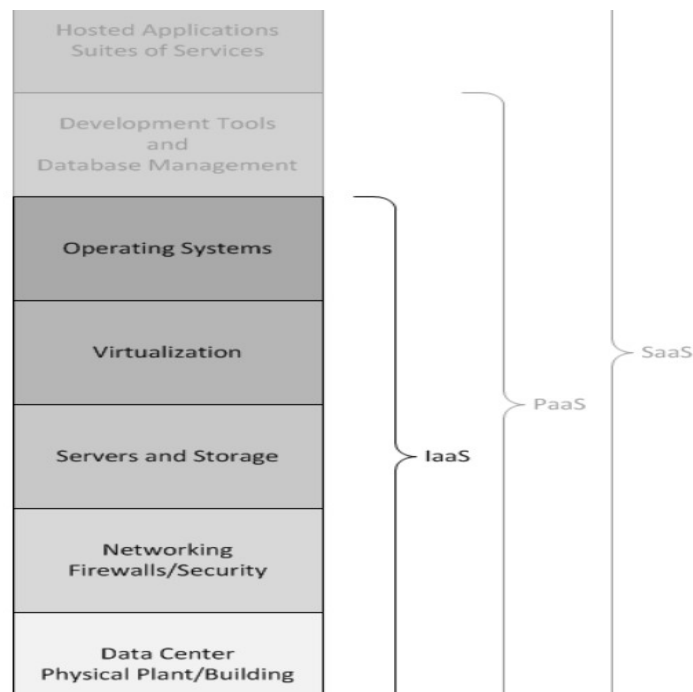 Hosted Applications
Suites of Services
Development Tools
and
Database Management
Operating Systems
Virtualization
Servers and Storage
Networking
Firewalls/Security
Data Center
Physical Plant/Building
IaaS
PaaS
SaaS